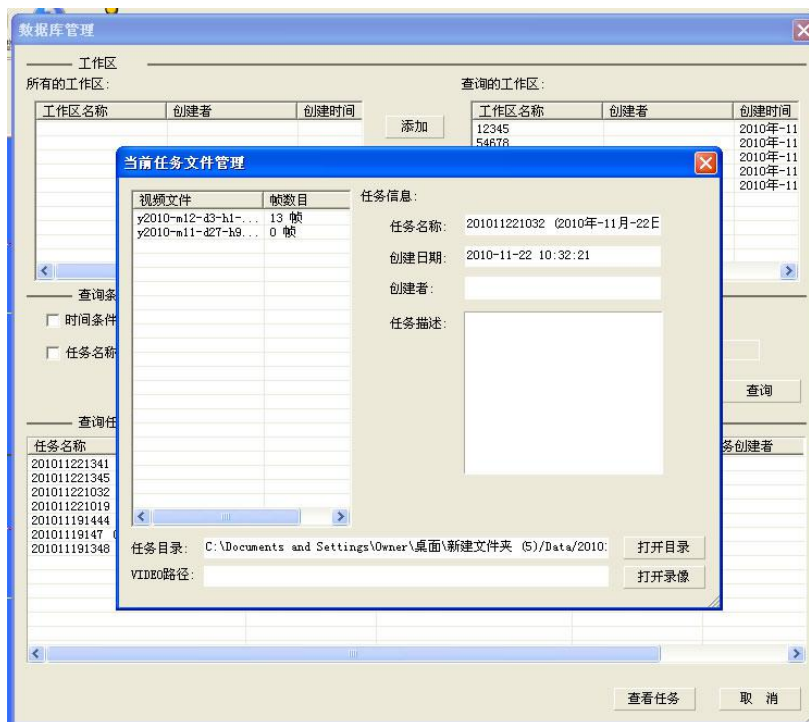 数据库管理
工作区
所有的工作区:
查询的工作区:
工作区名称 创建者 创建时间
添加
工作区名称 创建者 创建时间
12345 2010年-11
54678 2010年-11
2010年-11
2010年-11
2010年-11
当前任务文件管理
视频文件 帧数目
y2010-m12-d3-h1-... 13 帧
y2010-m11-d27-h9... 0 帧
任务信息:
任务名称: 201011221032 (2010年-11月-22日
创建日期: 2010-11-22 10:32:21
创建者:
任务描述:
查询条
时间条件
任务名称
查询
查询任
任务名称 务创建者
201011221341
201011221345
201011221032
201011221019
201011191444
20101119147
201011191348
任务目录: C:\Documents and Settings\Owner\桌面\新建文件夹 (5)/Data/2010: 打开目录
VIDEO路径: 打开录像
查看任务 取 消